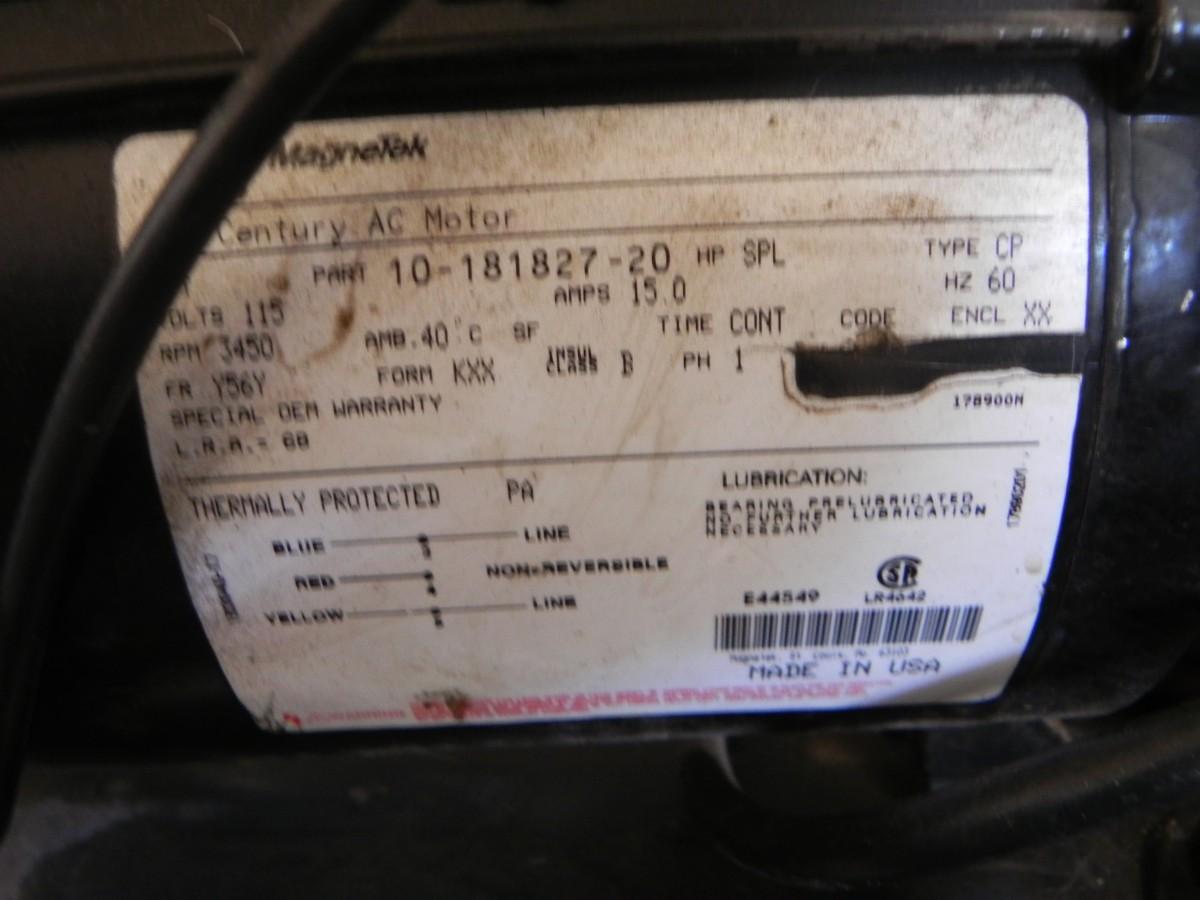 MagneTek
Century AC Motor
PART 10-181827-20 HP SPL TYPE CP
VOLTS 115 AMPS 15.0 HZ 60
RPM 3450 AMB.40°C SF TIME CONT CODE ENCL XX
FR Y56Y FORM KXX INSUL CLASS B PH 1
SPECIAL OEM WARRANTY
178900M
L.R.A.= 68
THERMALLY PROTECTED PA
BLUE LINE
RED NON-REVERSIBLE
YELLOW LINE
LUBRICATION:
BEARING PRELUBRICATED
NO FURTHER LUBRICATION
NECESSARY
E44549 LR4642
MADE IN USA